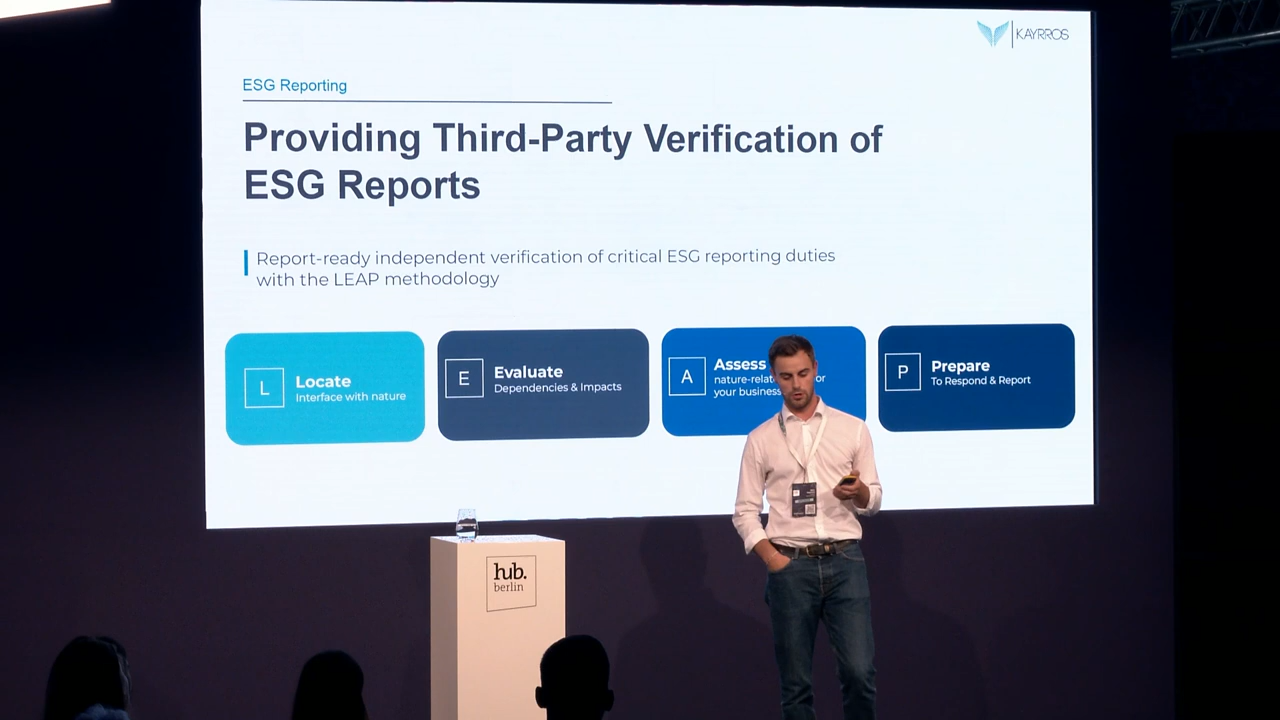 KAYRROS
ESG Reporting
Providing Third-Party Verification of
ESG Reports
Report-ready independent verification of critical ESG reporting duties
with the LEAP methodology
L
Locate
Interface with nature
E
Evaluate
Dependencies & Impacts
A
Assess
your business
P
Prepare
To Respond & Report
hub.
berlin